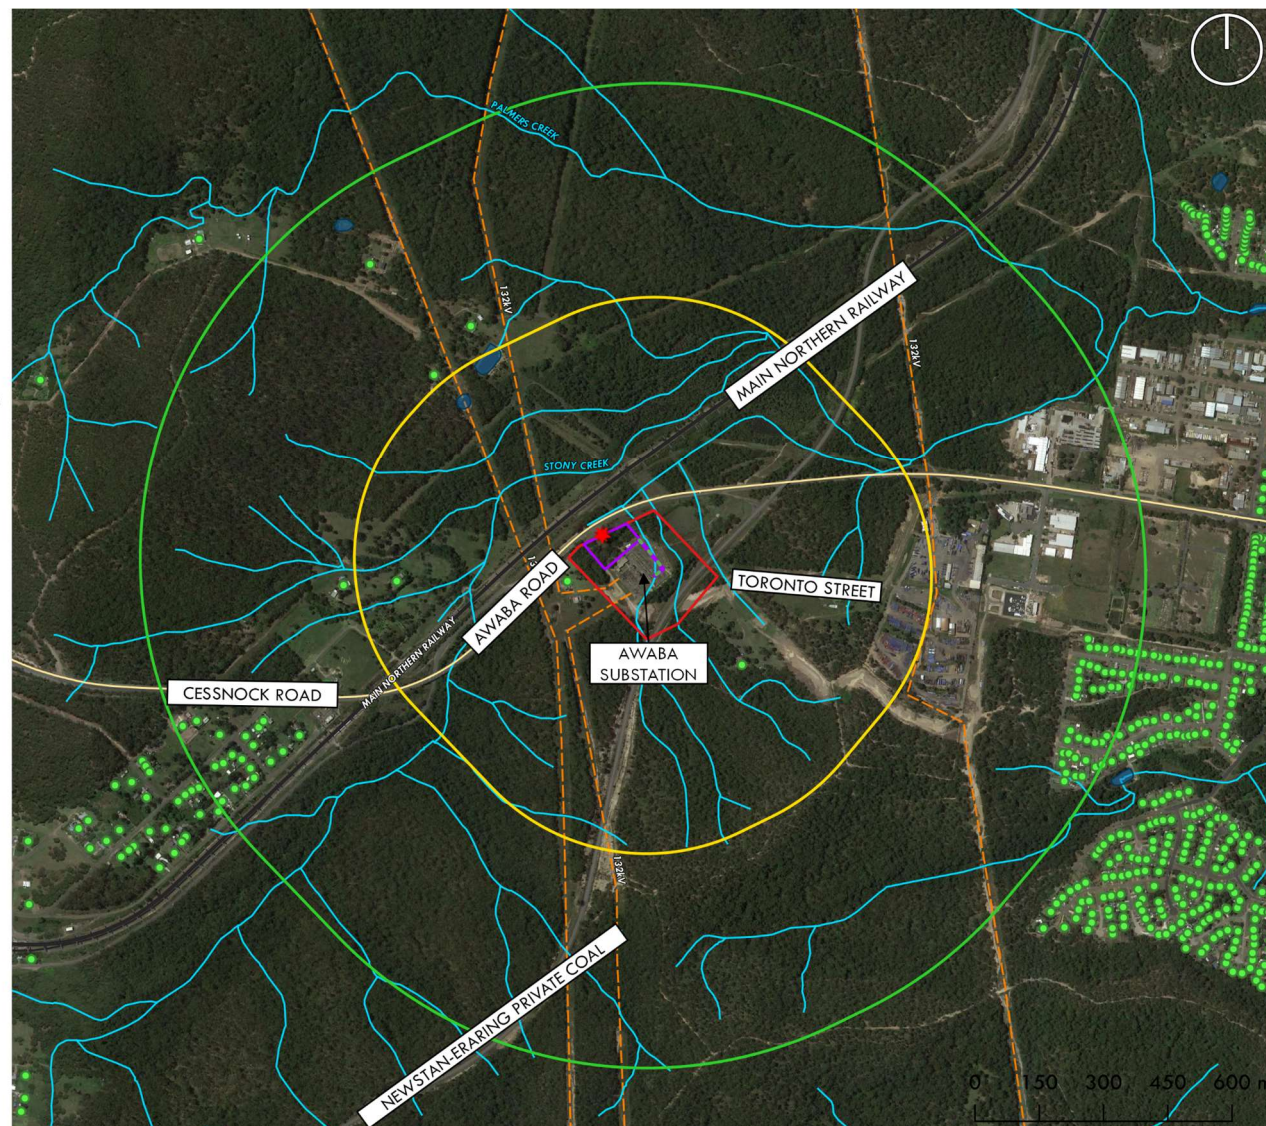 PALMERS CREEK
132kV
132kV
MAIN NORTHERN RAILWAY
STONY CREEK
AWABA ROAD
TORONTO STREET
AWABA
SUBSTATION
MAIN NORTHERN RAILWAY
CESSNOCK ROAD
132kV
NEWSTAN-ERARING PRIVATE COAL
0 150 300 450 600 m